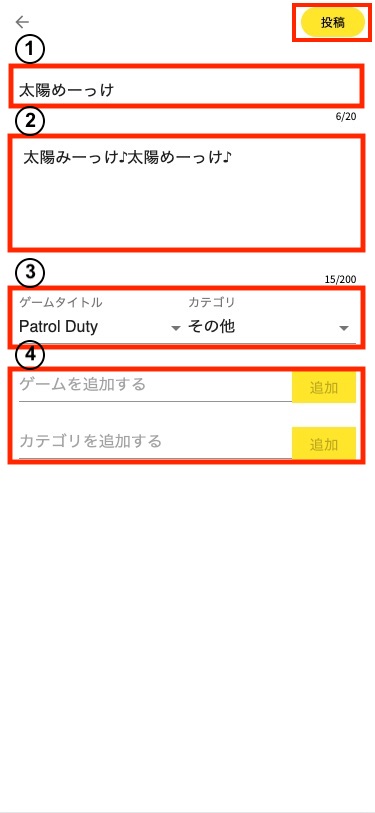 投稿
1
太陽めーっけ
6/20
2
太陽みーっけ♪太陽めーっけ♪
15/200
3
ゲームタイトル カテゴリ
Patrol Duty その他
4
ゲームを追加する 追加
カテゴリを追加する 追加